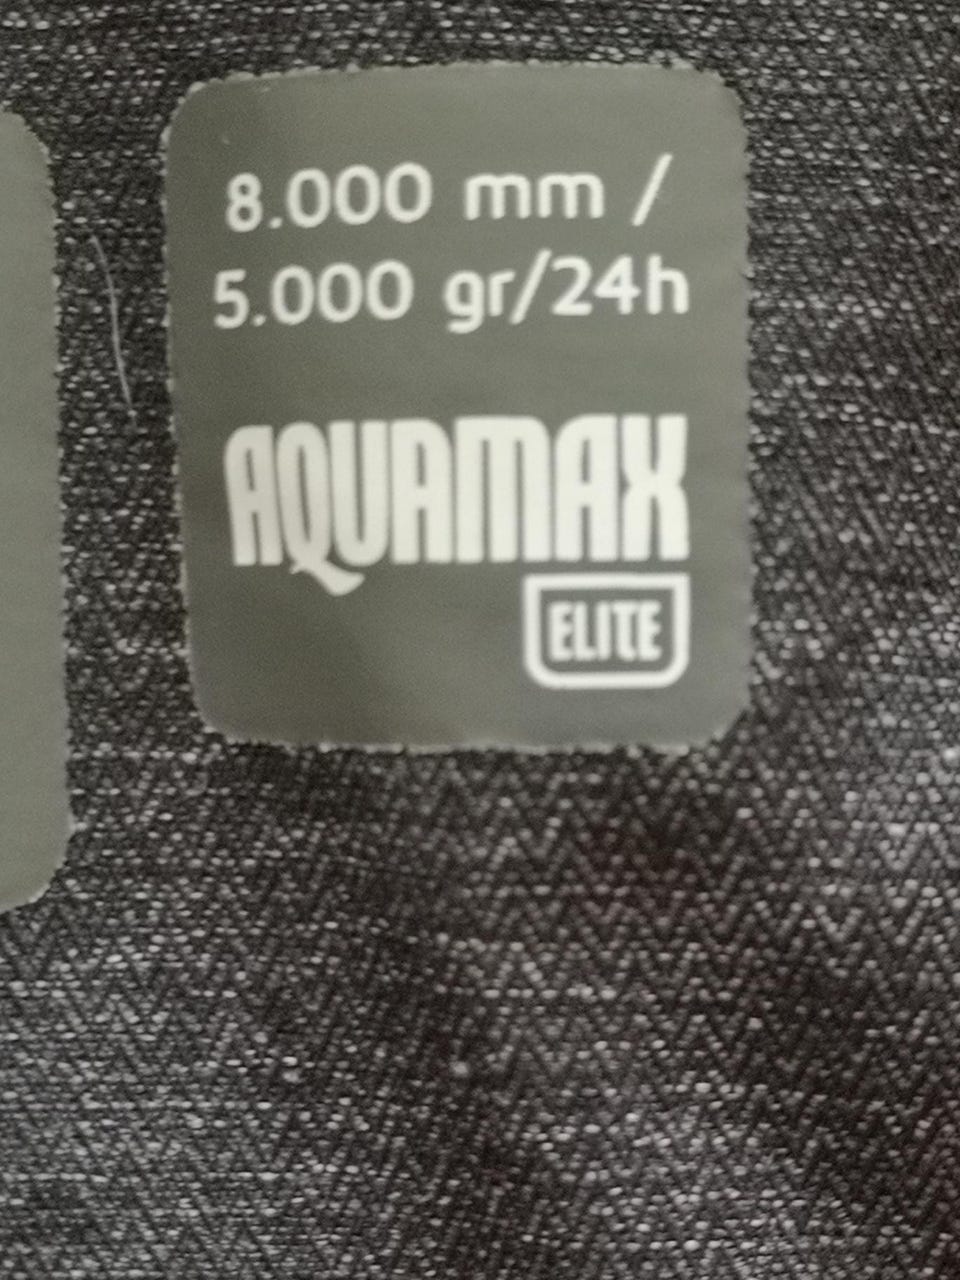 8.000 mm /
5.000 gr/24h
AQUAMAX
ELITE